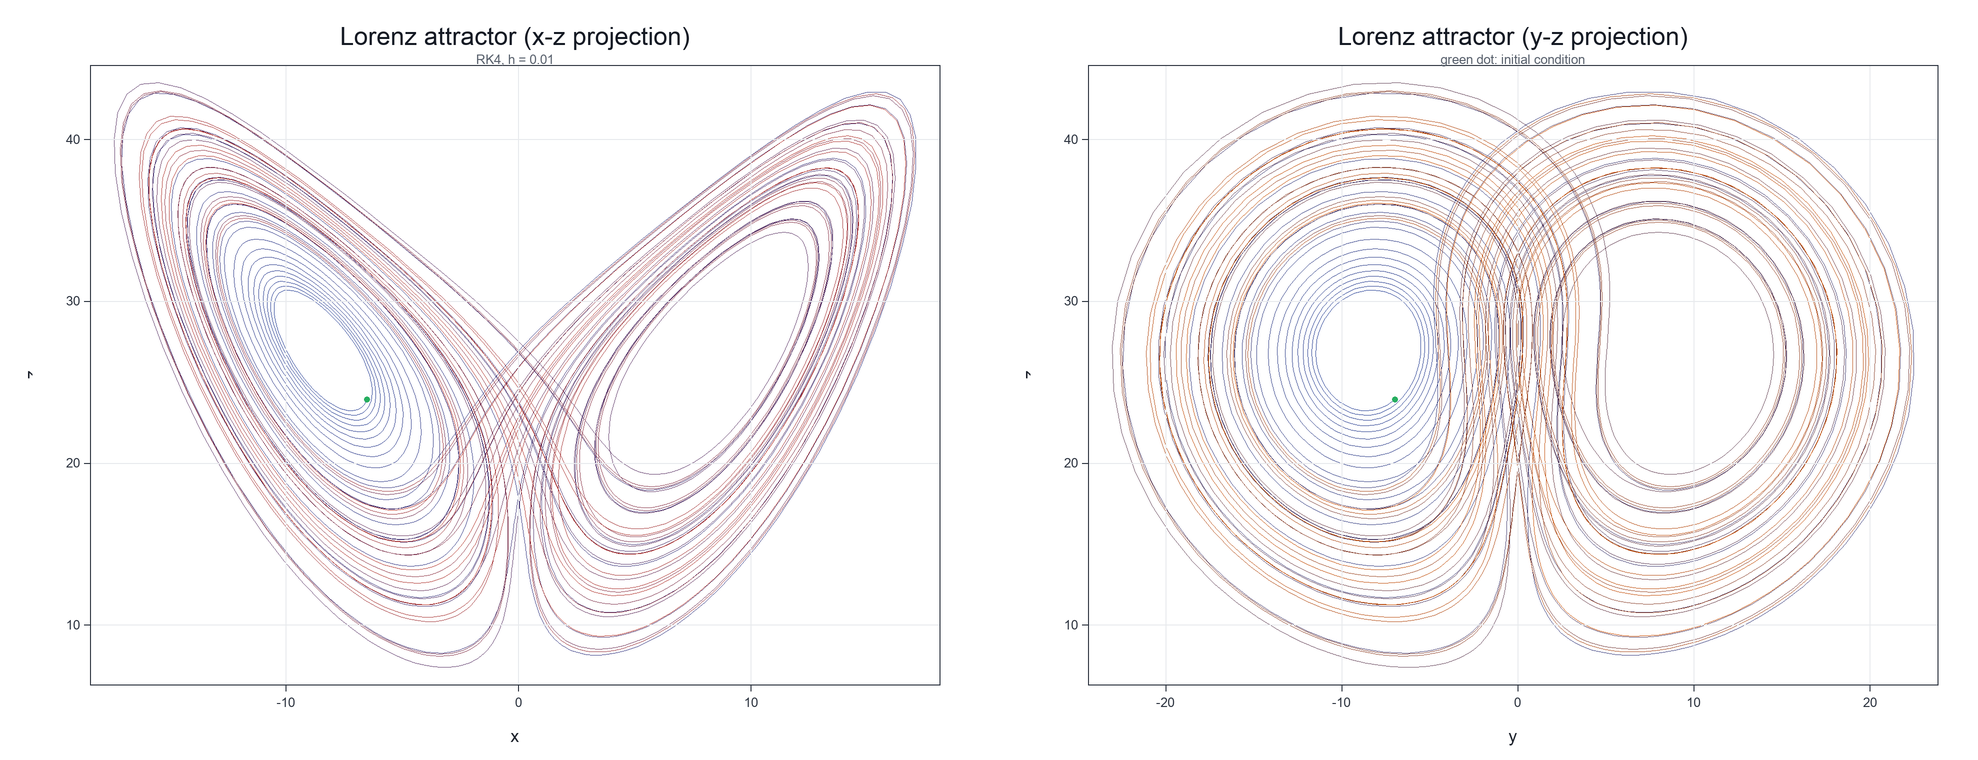 Lorenz attractor (x-z projection)
RK4, h = 0.01
40
30
20
10
z
-10
0
10
x
Lorenz attractor (y-z projection)
green dot: initial condition
40
30
20
10
z
-20
-10
0
10
20
y